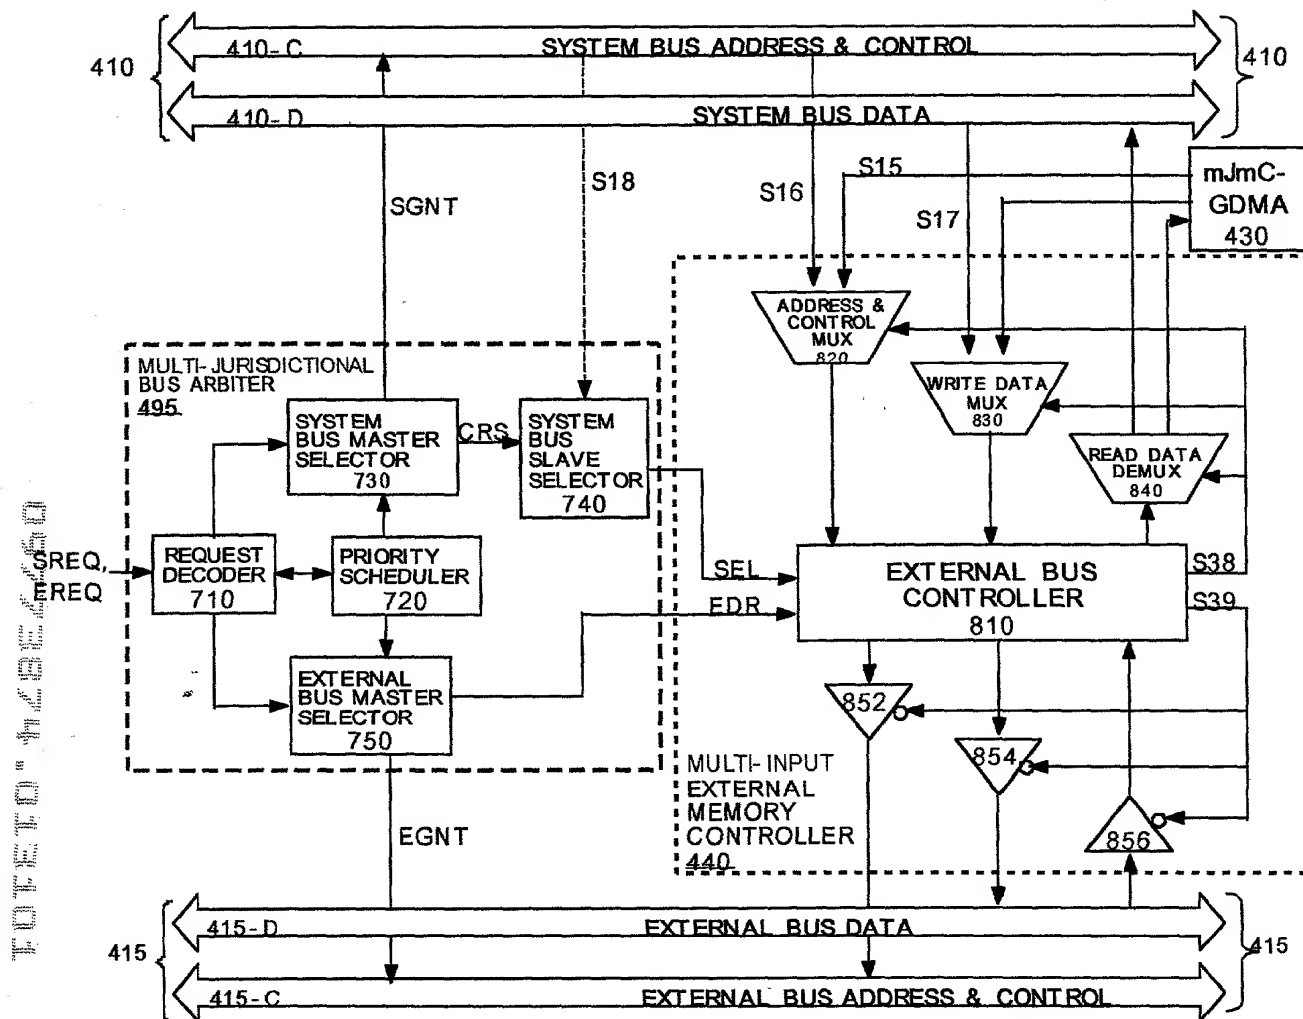 410
410-C
SYSTEM BUS ADDRESS & CONTROL
410
410-D
SYSTEM BUS DATA
SGNT
S18
S16
S15
S17
mJmC-
GDMA
430
ADDRESS &
CONTROL
MUX
820
WRITE DATA
MUX
830
READ DATA
DEMUX
840
MULTI-JURISDICTIONAL
BUS ARBITER
495
SYSTEM
BUS MASTER
SELECTOR
730
CRS
SYSTEM
BUS
SLAVE
SELECTOR
740
SREQ,
EREQ
REQUEST
DECODER
710
PRIORITY
SCHEDULER
720
EXTERNAL
BUS MASTER
SELECTOR
750
SEL
EDR
EXTERNAL BUS
CONTROLLER
810
S38
S39
852
854
856
MULTI-INPUT
EXTERNAL
MEMORY
CONTROLLER
440
EGNT
415
415-D
EXTERNAL BUS DATA
415
415-C
EXTERNAL BUS ADDRESS & CONTROL